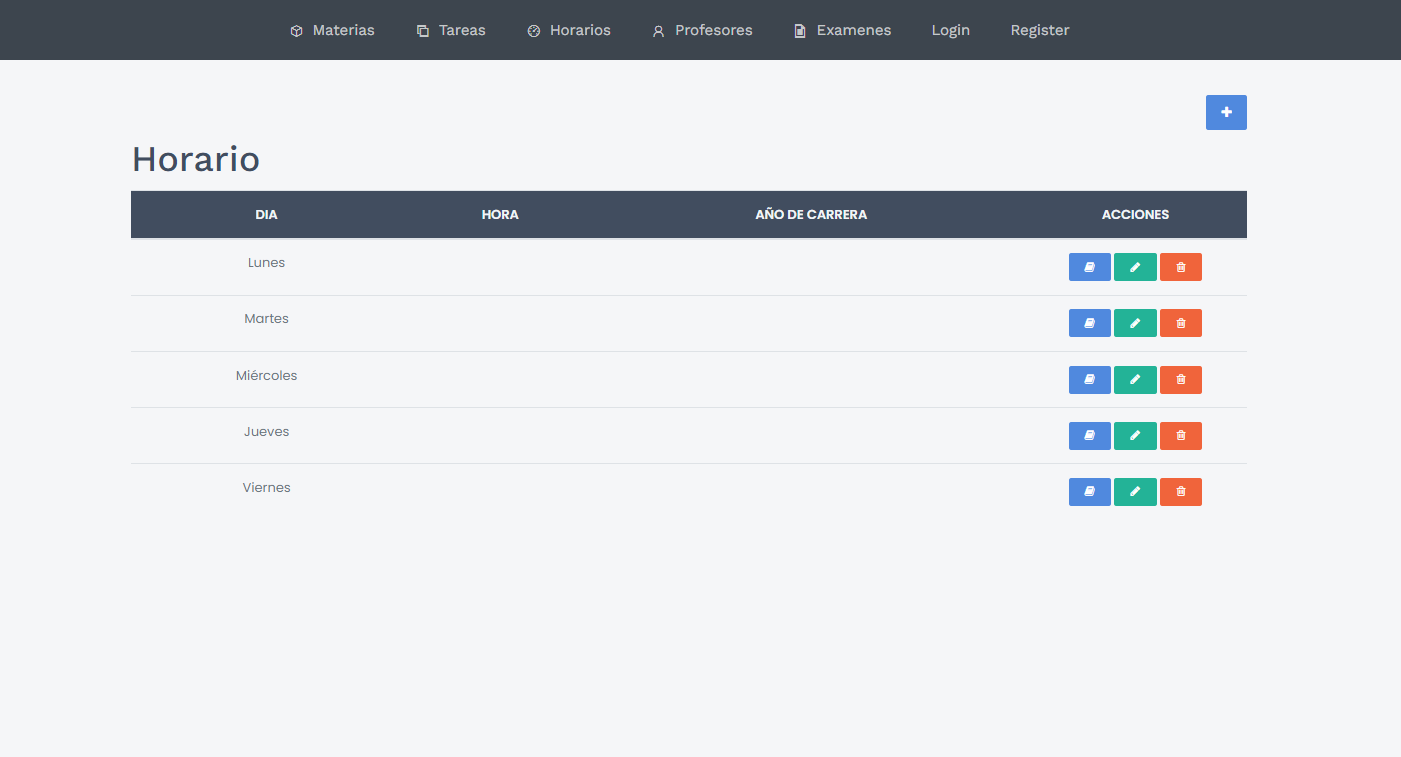 Materias Tareas Horarios Profesores Examenes Login Register
Horario
DIA HORA AÑO DE CARRERA ACCIONES
Lunes
Martes
Miércoles
Jueves
Viernes